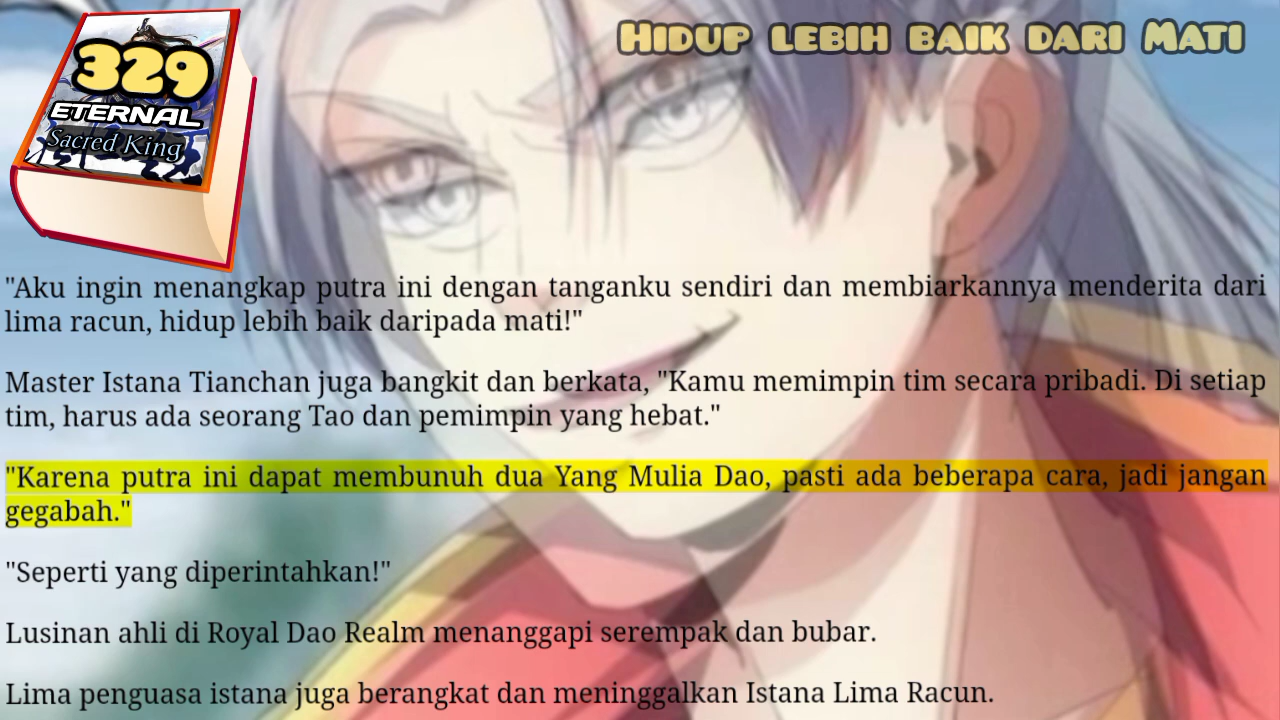 329
ETERNAL
Sacred King
HIDUP LEBIH BAIK DARI MATI
"Aku ingin menangkap putra ini dengan tanganku sendiri dan membiarkannya menderita dari
lima racun, hidup lebih baik daripada mati!"
Master Istana Tianchan juga bangkit dan berkata, "Kamu memimpin tim secara pribadi. Di setiap
tim, harus ada seorang Tao dan pemimpin yang hebat."
"Karena putra ini dapat membunuh dua Yang Mulia Dao, pasti ada beberapa cara, jadi jangan
gegabah."
"Seperti yang diperintahkan!"
Lusinan ahli di Royal Dao Realm menanggapi serempak dan bubar.
Lima penguasa istana juga berangkat dan meninggalkan Istana Lima Racun.